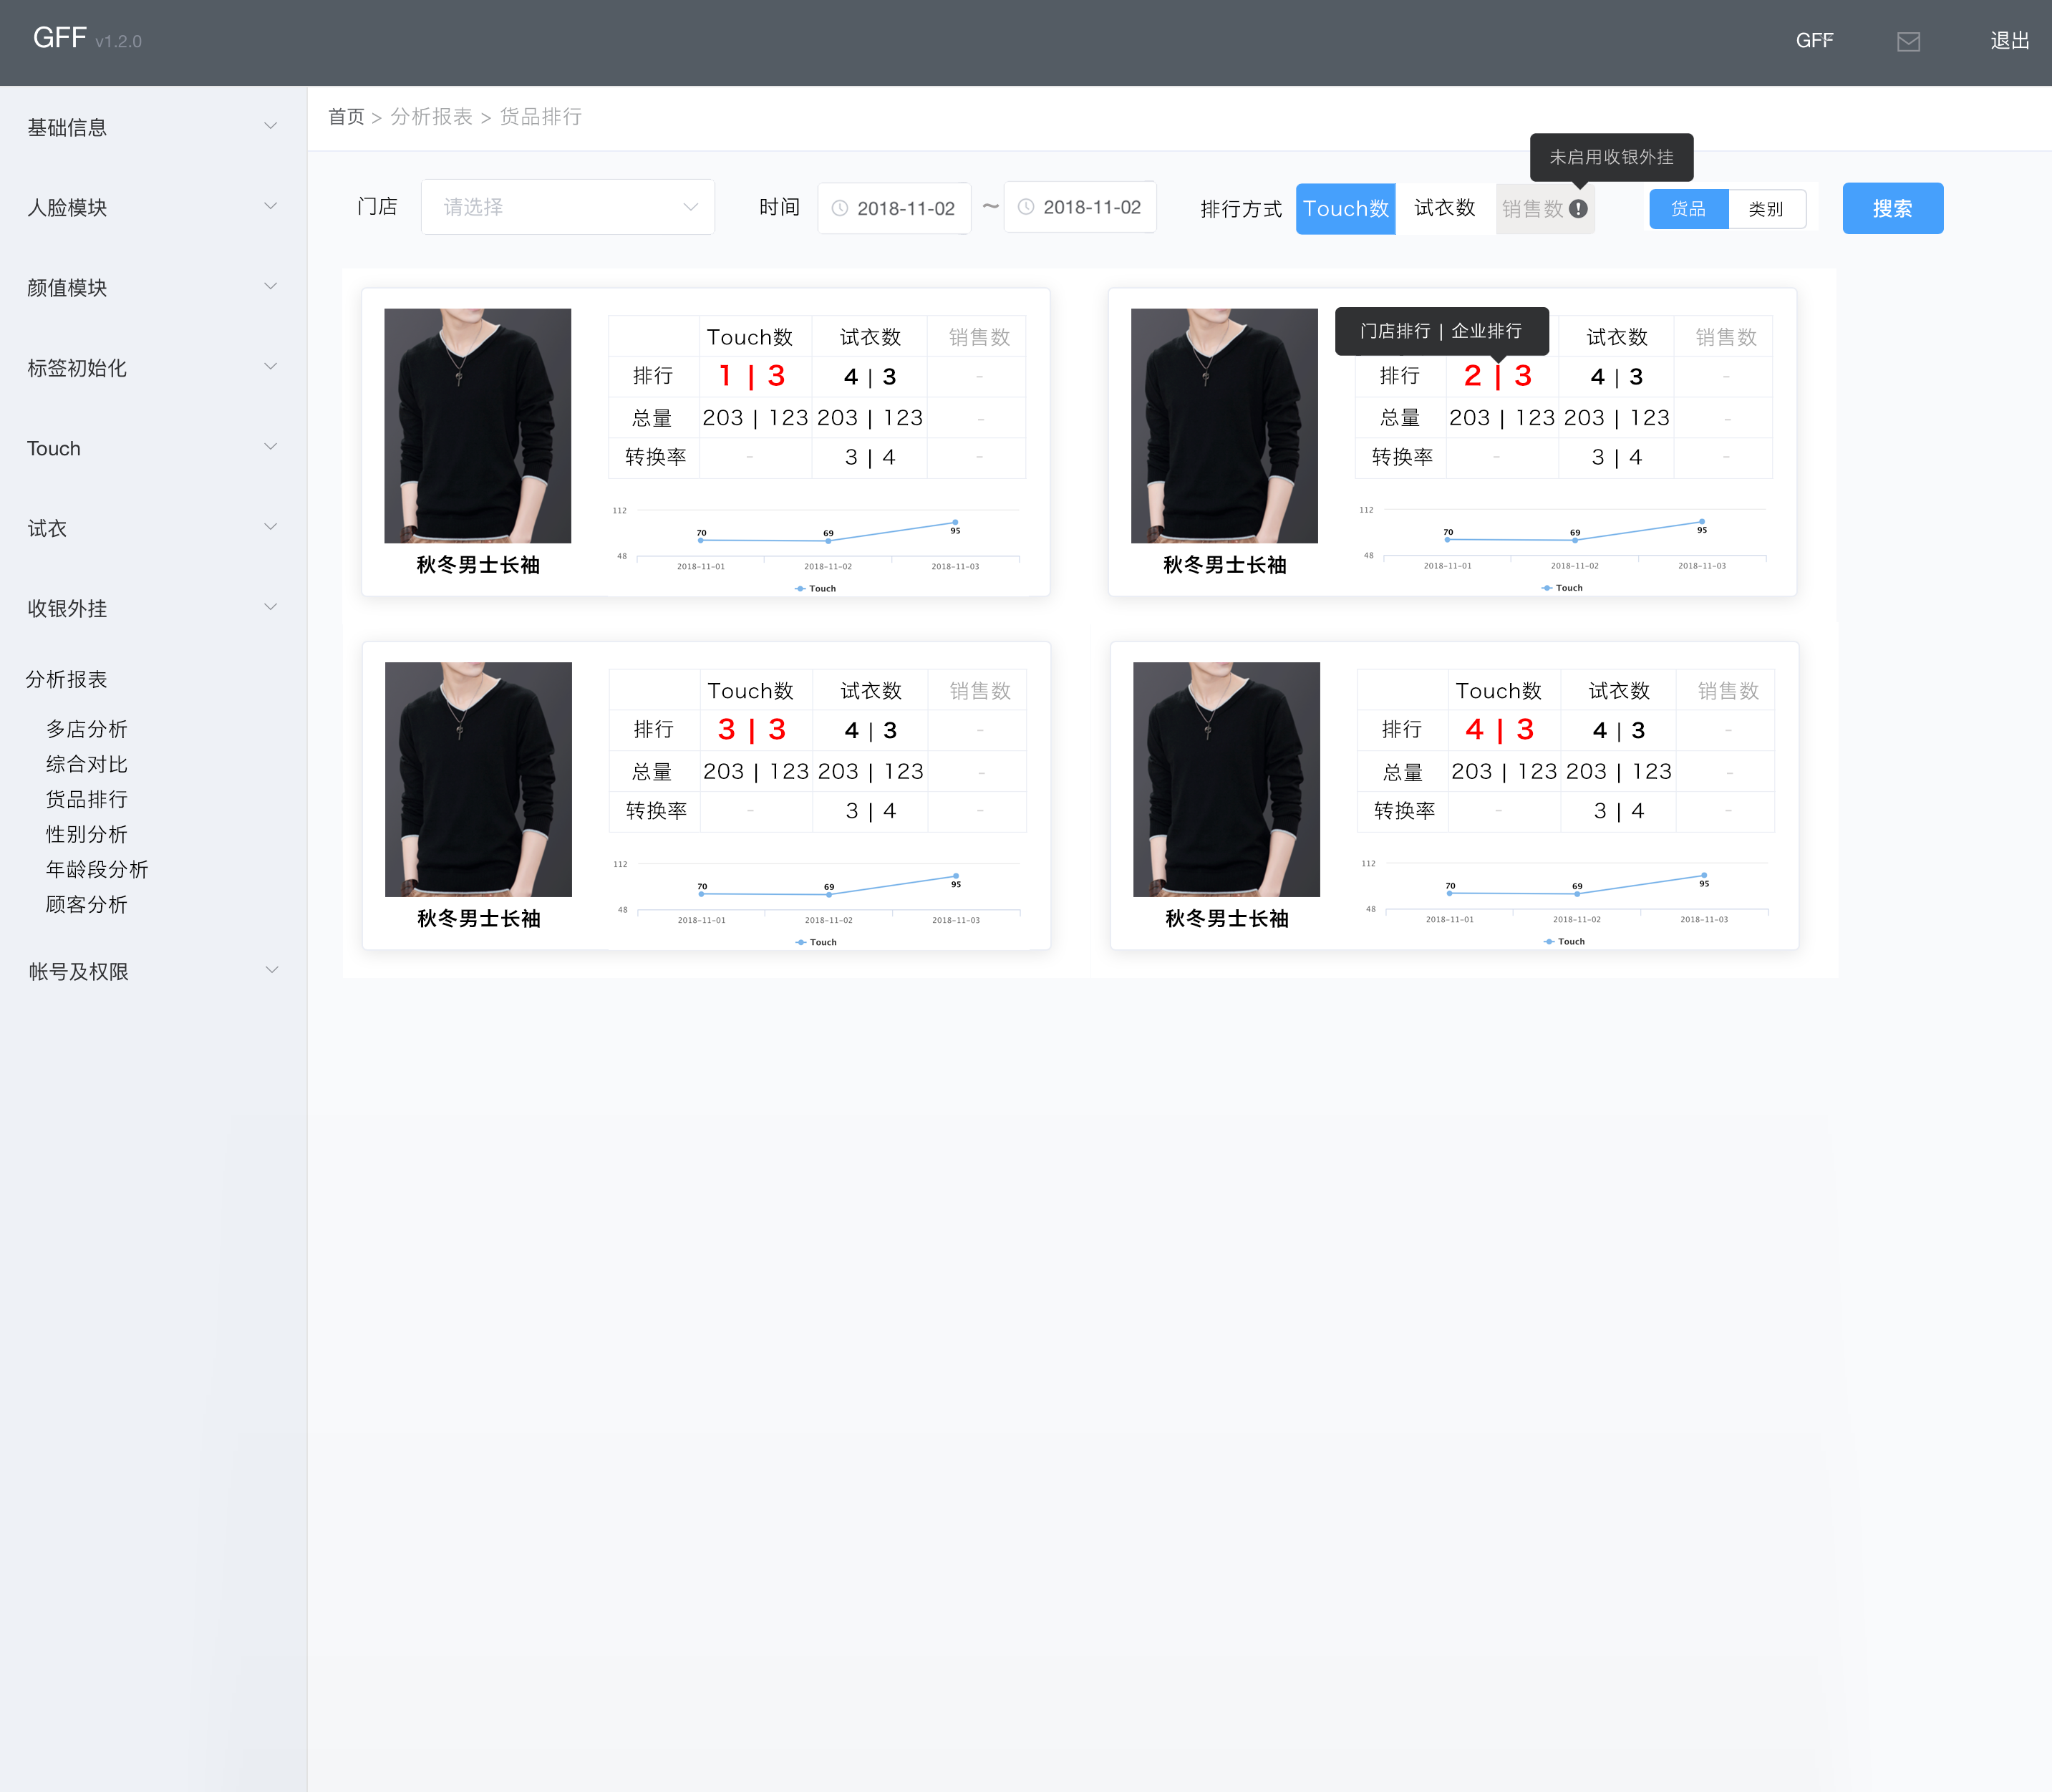 GFF v1.2.0
GFF
退出
基础信息
人脸模块
颜值模块
标签初始化
Touch
试衣
收银外挂
分析报表
多店分析
综合对比
货品排行
性别分析
年龄段分析
顾客分析
帐号及权限
首页 > 分析报表 > 货品排行
未启用收银外挂
门店 请选择 时间 2018-11-02 ~ 2018-11-02 排行方式 Touch数 试衣数 销售数 货品 类别 搜索
Touch数 试衣数 销售数
排行 1 | 3 4 | 3 -
总量 203 | 123 203 | 123 -
转换率 - 3 | 4 -
112
70 69 95
48
2018-11-01 2018-11-02 2018-11-03
Touch
秋冬男士长袖
门店排行 | 企业排行
试衣数 销售数
排行 2 | 3 4 | 3 -
总量 203 | 123 203 | 123 -
转换率 - 3 | 4 -
112
70 69 95
48
2018-11-01 2018-11-02 2018-11-03
Touch
秋冬男士长袖
Touch数 试衣数 销售数
排行 3 | 3 4 | 3 -
总量 203 | 123 203 | 123 -
转换率 - 3 | 4 -
112
70 69 95
48
2018-11-01 2018-11-02 2018-11-03
Touch
秋冬男士长袖
Touch数 试衣数 销售数
排行 4 | 3 4 | 3 -
总量 203 | 123 203 | 123 -
转换率 - 3 | 4 -
112
70 69 95
48
2018-11-01 2018-11-02 2018-11-03
Touch
秋冬男士长袖